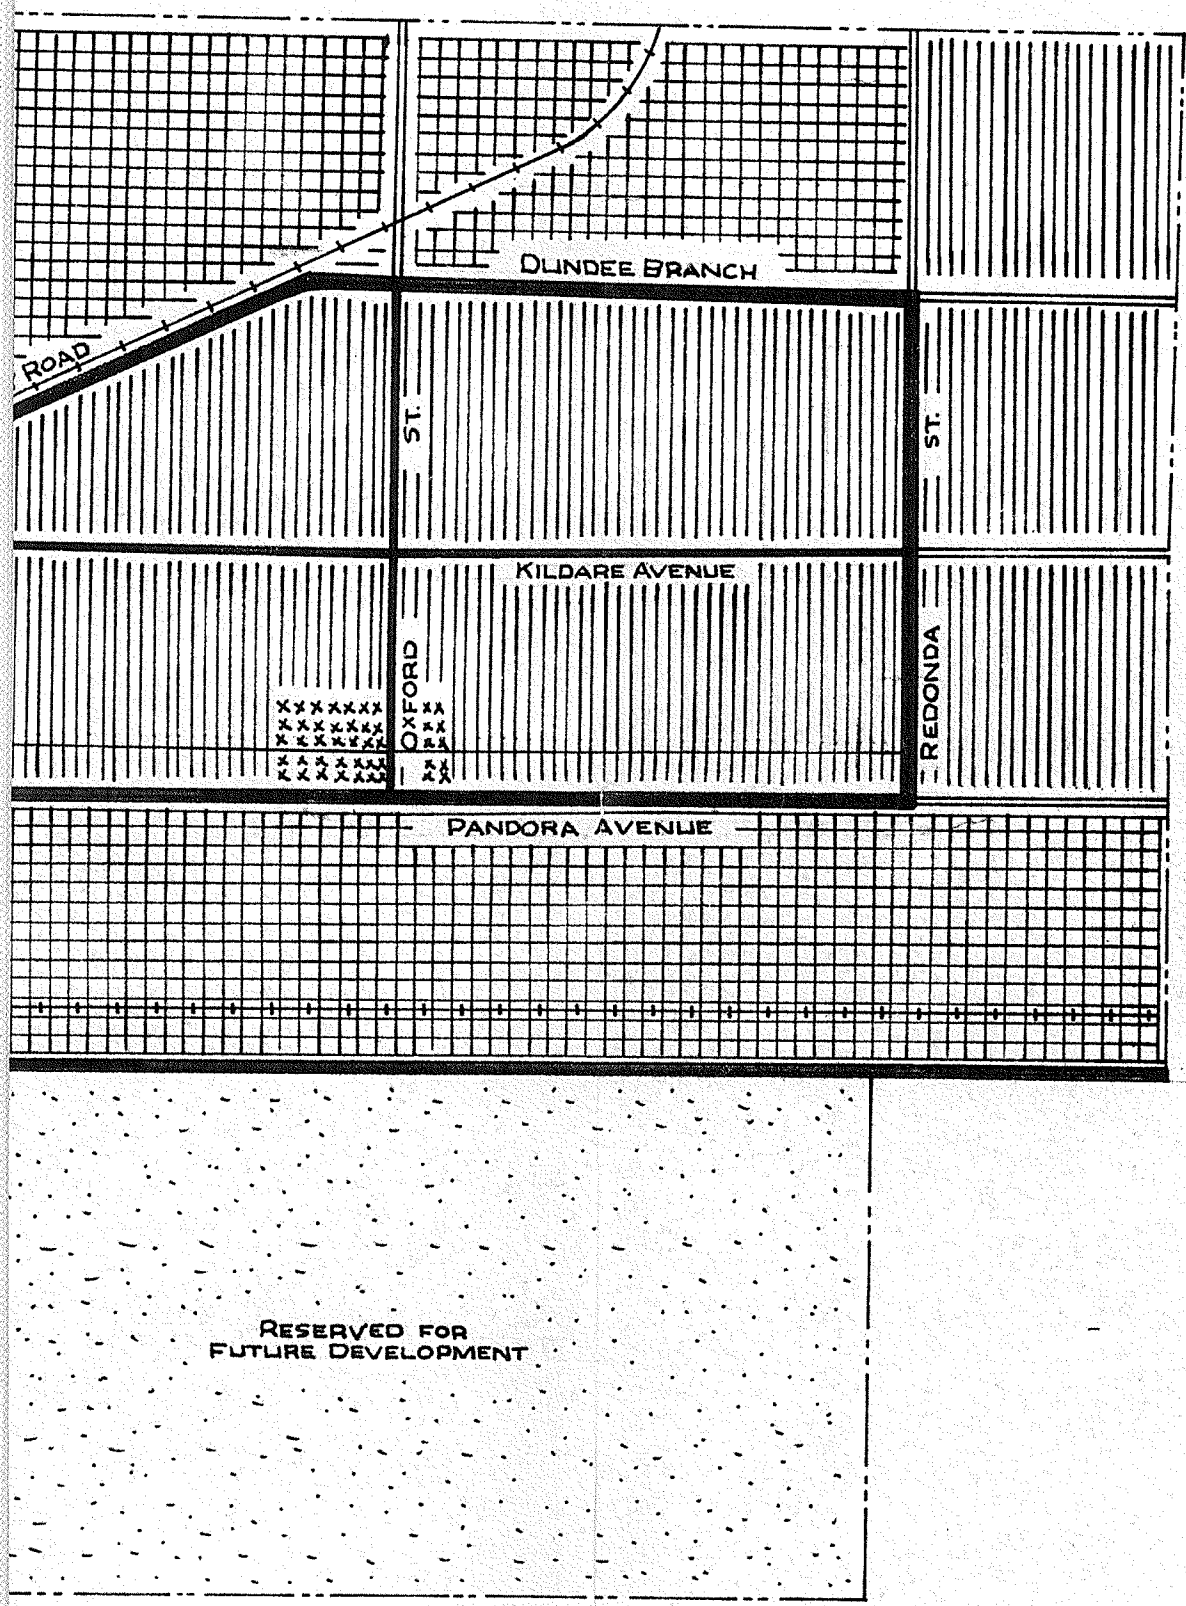 DUNDEE BRANCH
ROAD
ST.
ST.
KILDARE AVENUE
OXFORD
REDONDA
PANDORA AVENUE
RESERVED FOR
FUTURE DEVELOPMENT